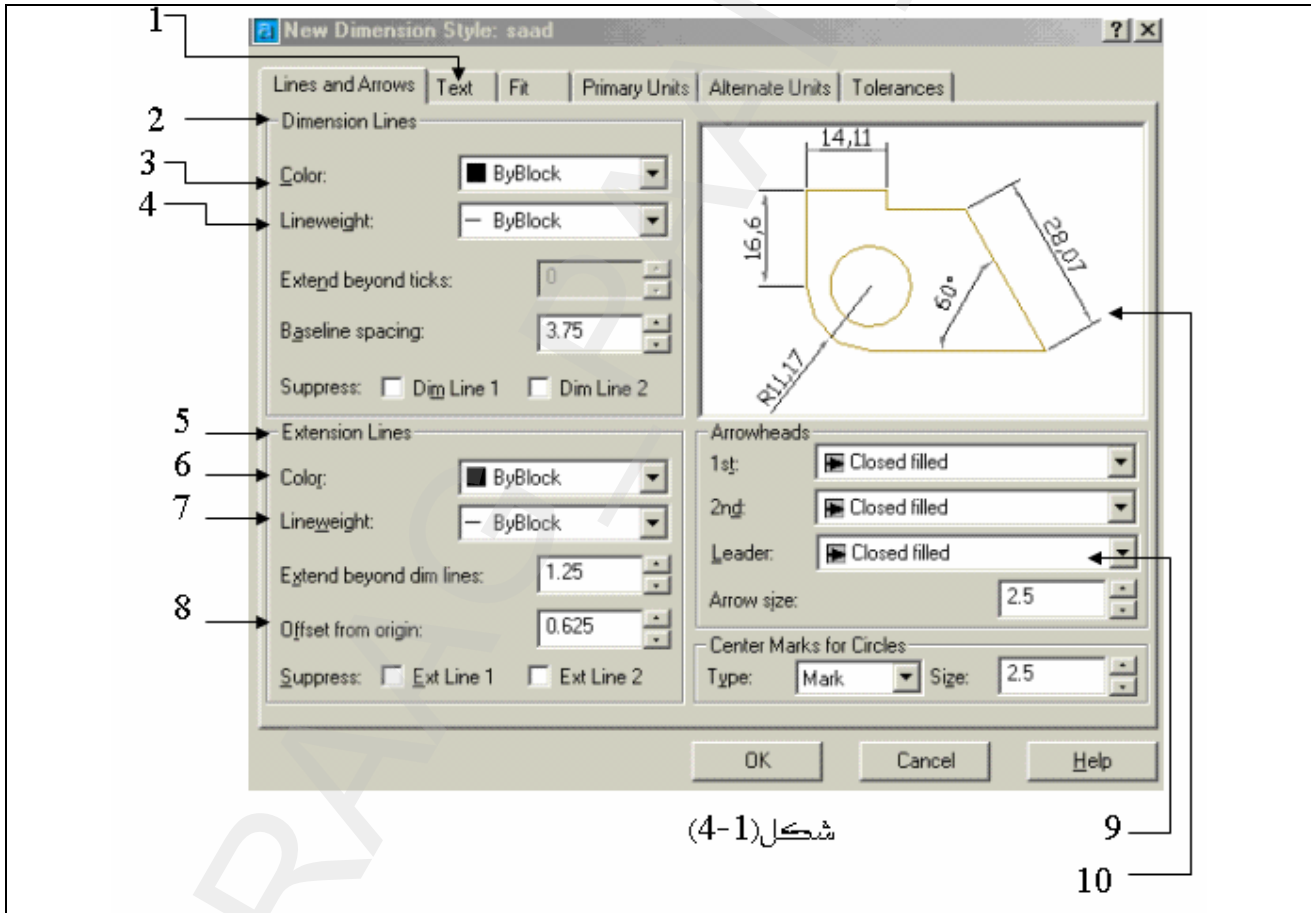 1
New Dimension Style: saad
Lines and Arrows Text Fit Primary Units Alternate Units Tolerances
2
Dimension Lines
3
Color: ByBlock
4
Lineweight: ByBlock
Extend beyond ticks: 0
Baseline spacing: 3.75
Suppress: Dim Line 1 Dim Line 2
14,11
16,6
28,07
60°
R11,17
5
Extension Lines
6
Color: ByBlock
7
Lineweight: ByBlock
Extend beyond dim lines: 1.25
8
Offset from origin: 0.625
Suppress: Ext Line 1 Ext Line 2
Arrowheads
1st: Closed filled
2nd: Closed filled
Leader: Closed filled
Arrow size: 2.5
Center Marks for Circles
Type: Mark Size: 2.5
OK Cancel Help
شكل(1-4)
9
10